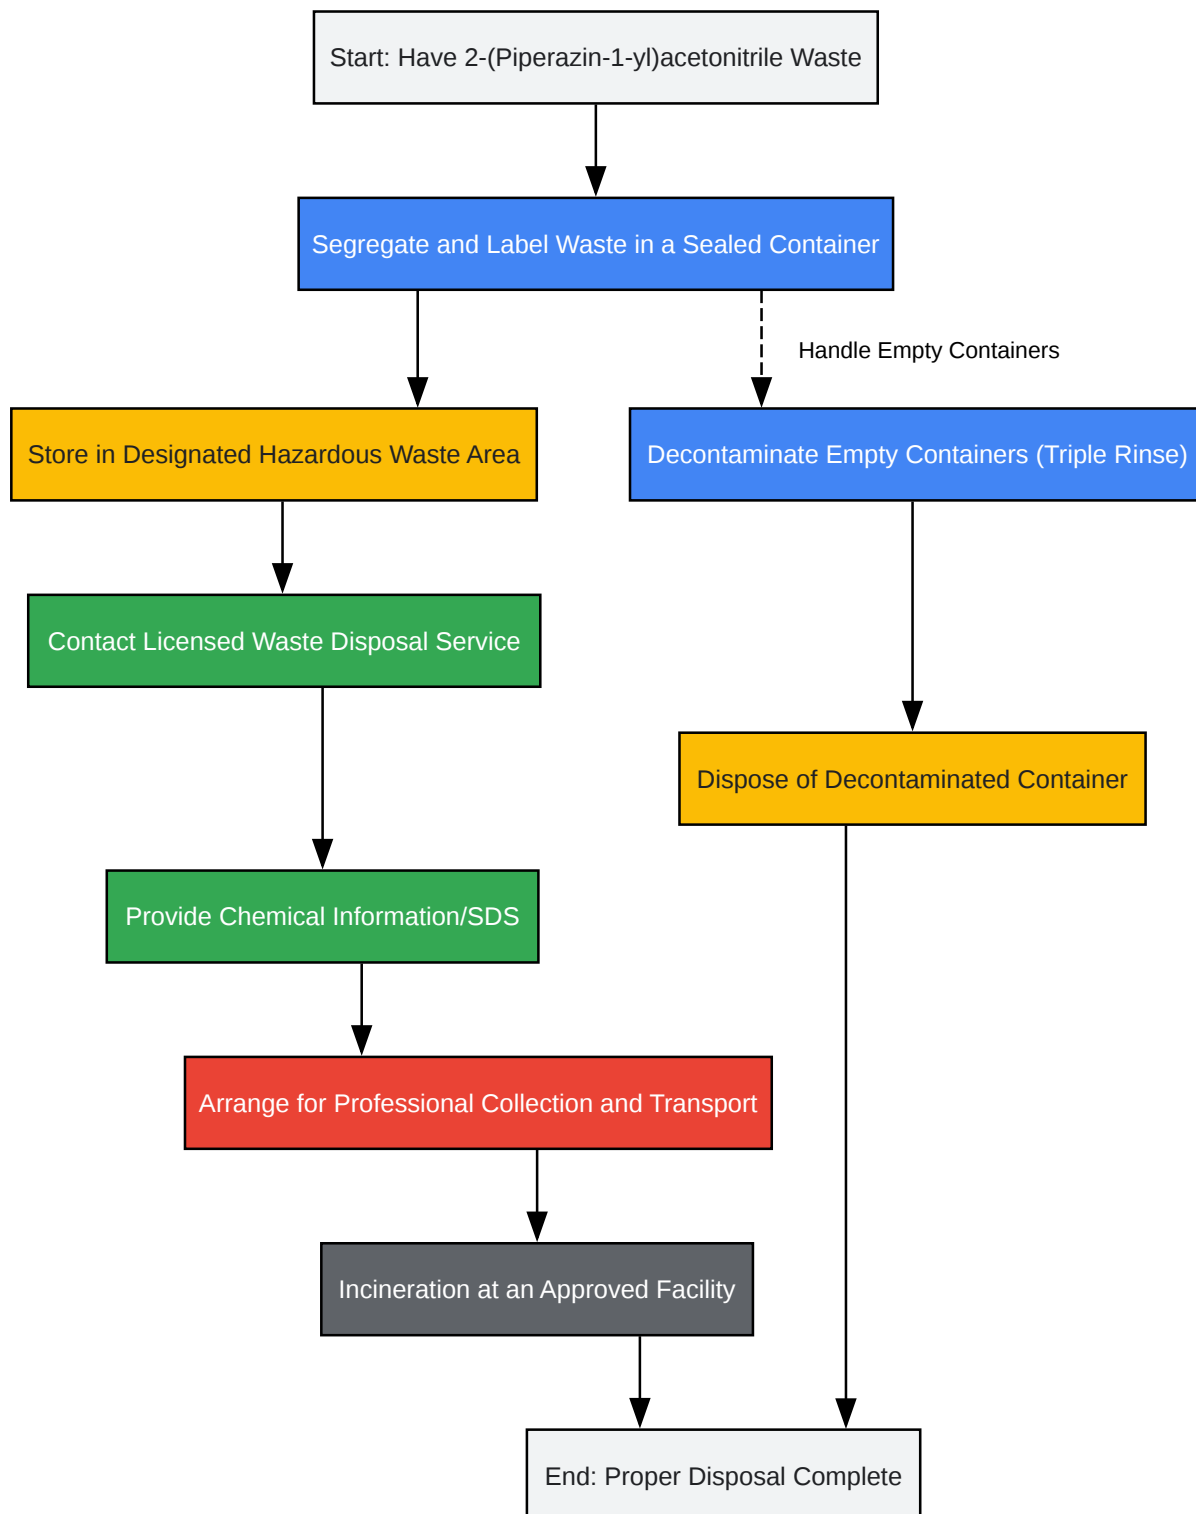 Start: Have 2-(Piperazin-1-yl)acetonitrile Waste
Segregate and Label Waste in a Sealed Container
Handle Empty Containers
Store in Designated Hazardous Waste Area
Decontaminate Empty Containers (Triple Rinse)
Contact Licensed Waste Disposal Service
Dispose of Decontaminated Container
Provide Chemical Information/SDS
Arrange for Professional Collection and Transport
Incineration at an Approved Facility
End: Proper Disposal Complete